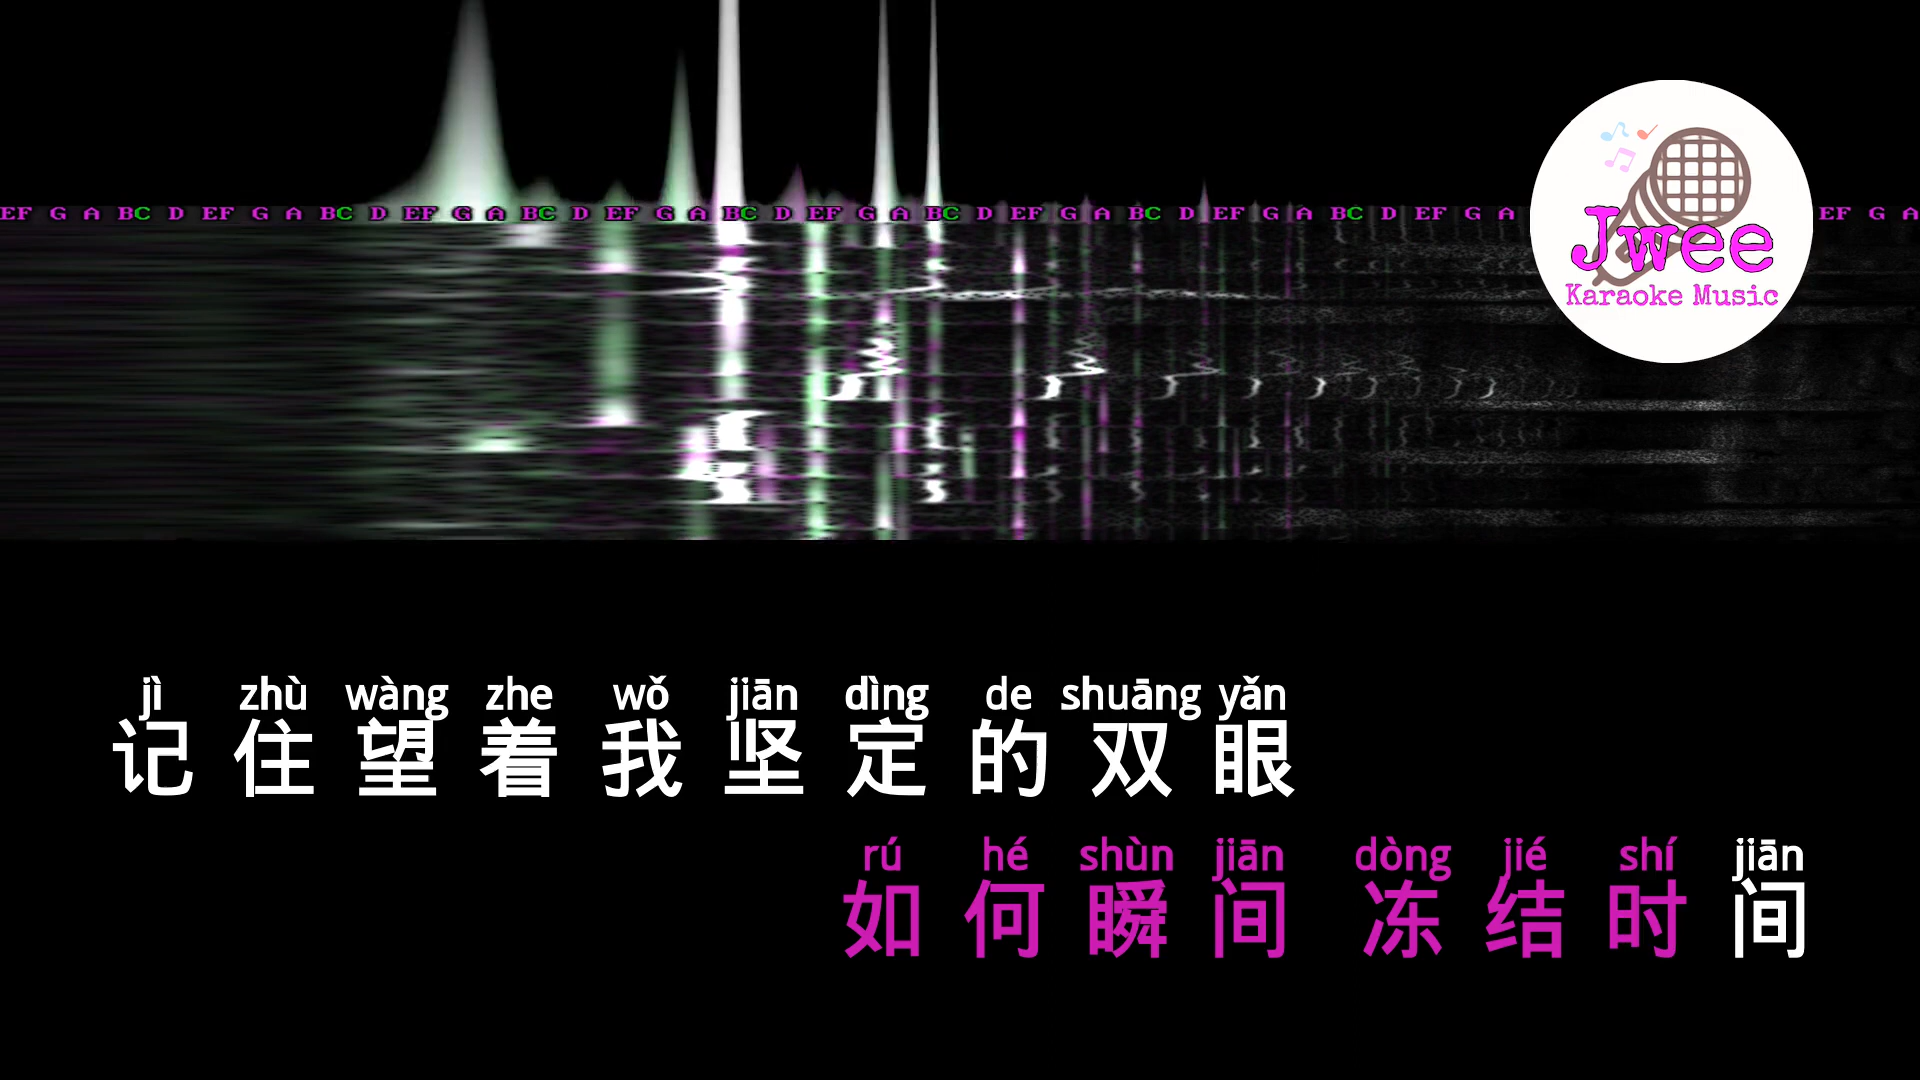 EF G A BC D EF G A BC D EF G A BC D EF G A BC D EF G A BC D EF G A BC D EF G A BC D EF G A EF G A
Jwee
Karaoke Music
jì zhù wàng zhe wǒ jiān dìng de shuāng yǎn
记住望着我坚定的双眼
rú hé shùn jiān dòng jié shí jiān
如何瞬间 冻结时间